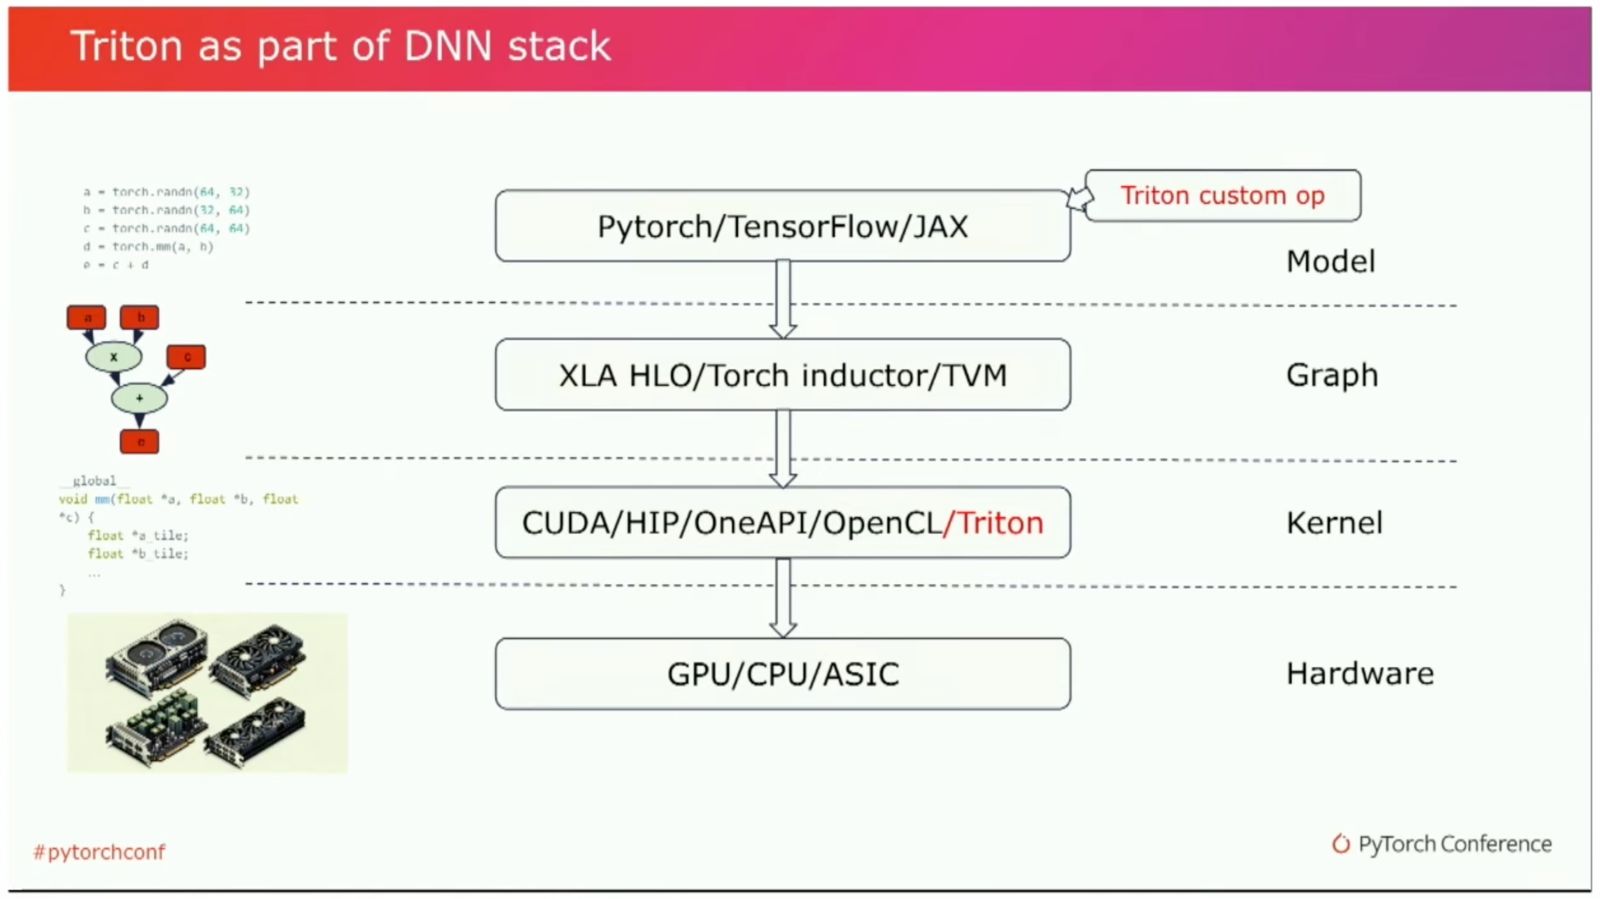 Triton as part of DNN stack
a = torch.randn(64, 32)
b = torch.randn(32, 64)
c = torch.randn(64, 64)
d = torch.mm(a, b)
e = c + d
Triton custom op
Pytorch/TensorFlow/JAX
Model
a b
x c
+
e
XLA HLO/Torch inductor/TVM
Graph
__global__
void mm(float *a, float *b, float
*c) {
float *a_tile;
float *b_tile;
...
}
CUDA/HIP/OneAPI/OpenCL/Triton
Kernel
GPU/CPU/ASIC
Hardware
#pytorchconf
PyTorch Conference